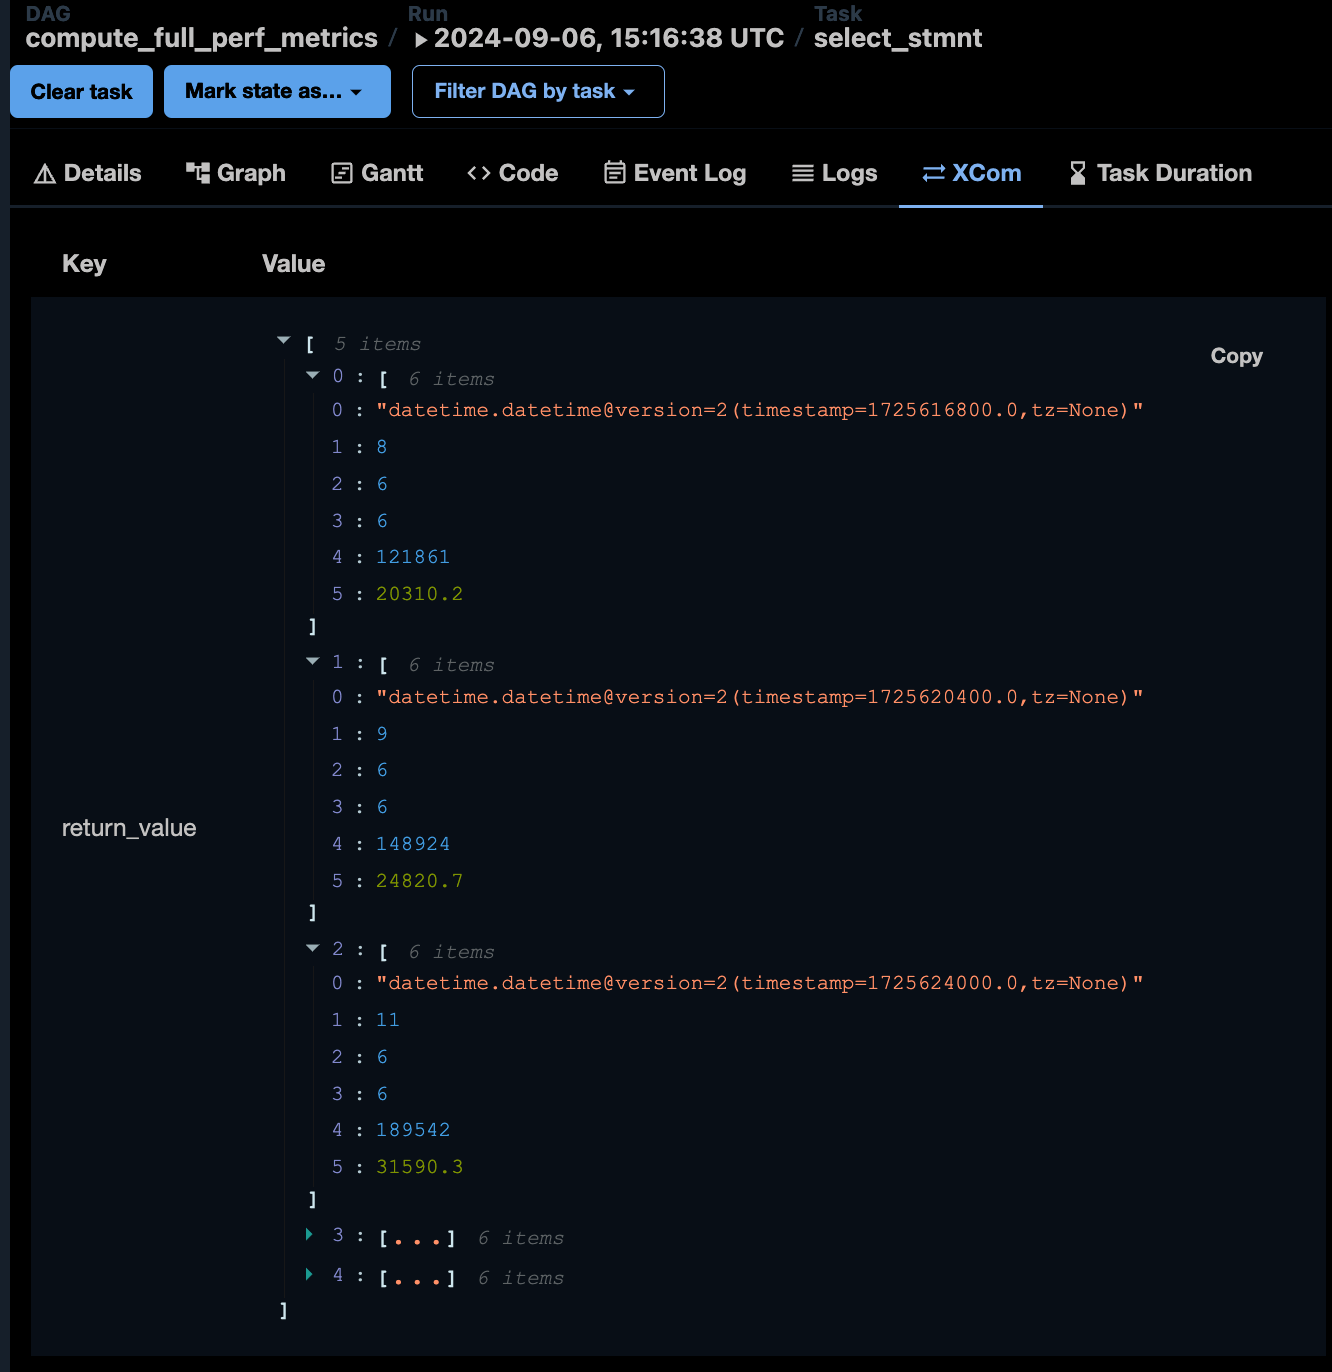 DAG Run Task
compute_full_perf_metrics / 2024-09-06, 15:16:38 UTC / select_stmnt
Clear task Mark state as... Filter DAG by task
Details Graph Gantt Code Event Log Logs XCom Task Duration
Key Value
[ 5 items
Copy
0 : [ 6 items
0 : "datetime.datetime@version=2(timestamp=1725616800.0,tz=None)"
1 : 8
2 : 6
3 : 6
4 : 121861
5 : 20310.2
]
1 : [ 6 items
0 : "datetime.datetime@version=2(timestamp=1725620400.0,tz=None)"
1 : 9
2 : 6
3 : 6
return_value
4 : 148924
5 : 24820.7
]
2 : [ 6 items
0 : "datetime.datetime@version=2(timestamp=1725624000.0,tz=None)"
1 : 11
2 : 6
3 : 6
4 : 189542
5 : 31590.3
]
3 : [...] 6 items
4 : [...] 6 items
]